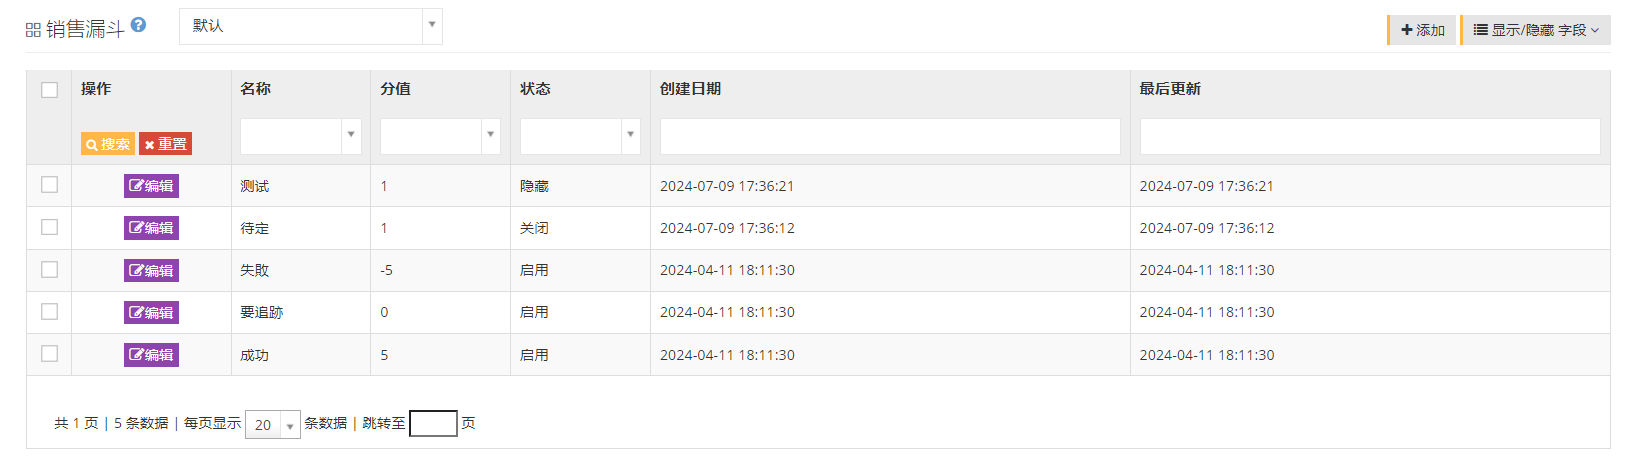 销售漏斗 ? 默认 添加 显示/隐藏 字段
操作 名称 分值 状态 创建日期 最后更新
搜索 重置
编辑 测试 1 隐藏 2024-07-09 17:36:21 2024-07-09 17:36:21
编辑 待定 1 关闭 2024-07-09 17:36:12 2024-07-09 17:36:12
编辑 失敗 -5 启用 2024-04-11 18:11:30 2024-04-11 18:11:30
编辑 要追跡 0 启用 2024-04-11 18:11:30 2024-04-11 18:11:30
编辑 成功 5 启用 2024-04-11 18:11:30 2024-04-11 18:11:30
共 1 页 | 5 条数据 | 每页显示 20 条数据 | 跳转至 页